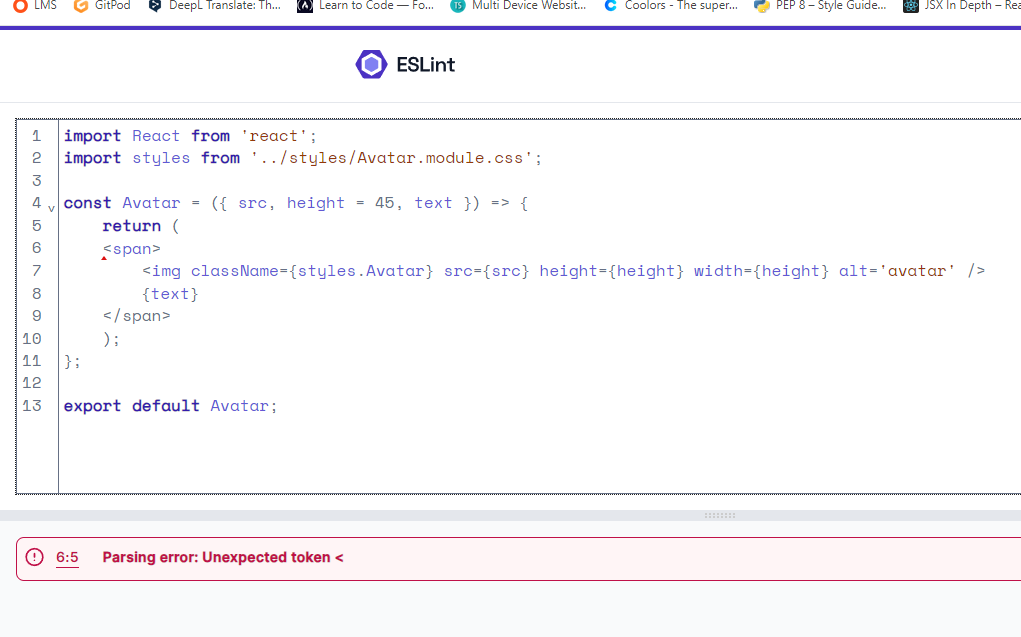 LMS GitPod DeepL Translate: Th... Learn to Code — Fo... TS Multi Device Websit... Coolors - The super... PEP 8 – Style Guide... JSX In Depth – Rea
ESLint
1 import React from 'react';
2 import styles from '../styles/Avatar.module.css';
3
4 const Avatar = ({ src, height = 45, text }) => {
5 return (
6 <span>
7 <img className={styles.Avatar} src={src} height={height} width={height} alt='avatar' />
8 {text}
9 </span>
10 );
11 };
12
13 export default Avatar;
6:5 Parsing error: Unexpected token <